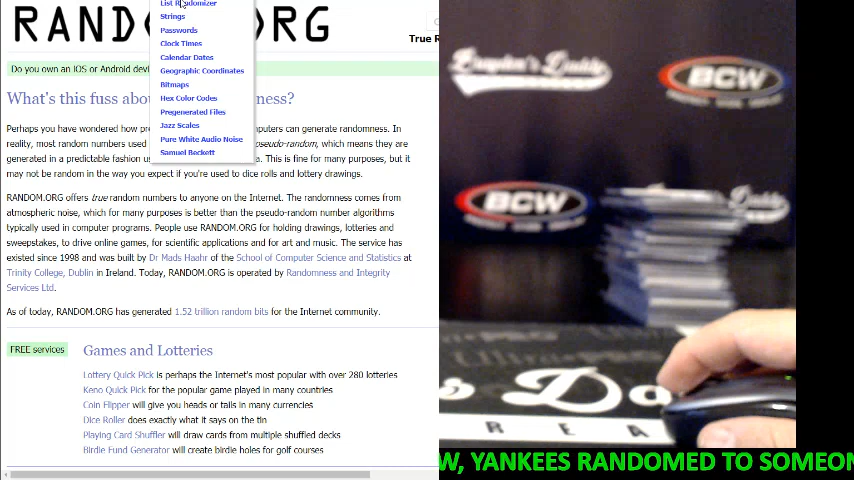 List Randomizer
Strings
Passwords
Clock Times
Calendar Dates
Geographic Coordinates
Bitmaps
Hex Color Codes
Pregenerated Files
Jazz Scales
Pure White Audio Noise
Samuel Beckett
RG
True R
Do you own an iOS or Android devi
What's this fuss abo
ness?
Perhaps you have wondered how pre
mputers can generate randomness. In
reality, most random numbers used
pseudo-random, which means they are
generated in a predictable fashion u
a. This is fine for many purposes, but it
may not be random in the way you expect if you're used to dice rolls and lottery drawings.
RANDOM.ORG offers true random numbers to anyone on the Internet. The randomness comes from
atmospheric noise, which for many purposes is better than the pseudo-random number algorithms
typically used in computer programs. People use RANDOM.ORG for holding drawings, lotteries and
sweepstakes, to drive online games, for scientific applications and for art and music. The service has
existed since 1998 and was built by Dr Mads Haahr of the School of Computer Science and Statistics at
Trinity College, Dublin in Ireland. Today, RANDOM.ORG is operated by Randomness and Integrity
Services Ltd.
As of today, RANDOM.ORG has generated 1.52 trillion random bits for the Internet community.
FREE services
Games and Lotteries
Lottery Quick Pick is perhaps the Internet's most popular with over 280 lotteries
Keno Quick Pick for the popular game played in many countries
Coin Flipper will give you heads or tails in many currencies
Dice Roller does exactly what it says on the tin
Playing Card Shuffler will draw cards from multiple shuffled decks
Birdie Fund Generator will create birdie holes for golf courses
Brayden's Daddy
BCW
BCW
Daddy
s Da
R E A
W, YANKEES RANDOMED TO SOMEON